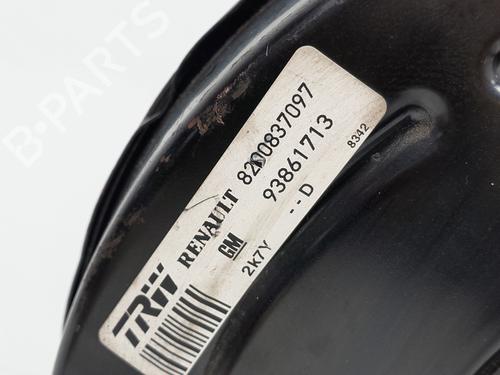 B-PARTS
TRW
RENAULT 8200837097
GM 93861713
2K7Y --D
8342